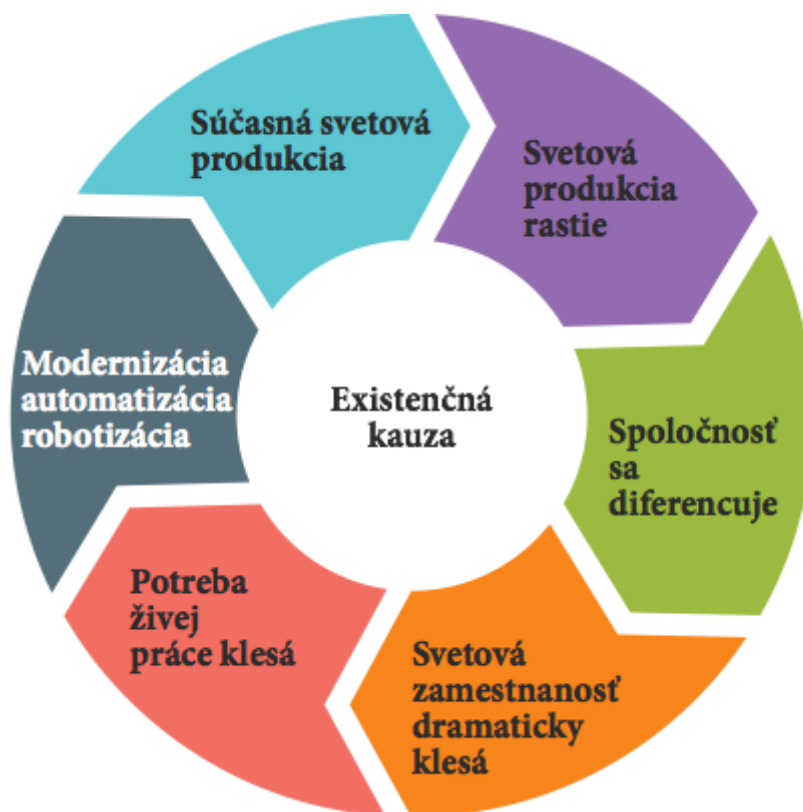 Súčasná svetová
produkcia
Svetová
produkcia
rastie
Spoločnosť
sa
diferencuje
Svetová
zamestnanosť
dramaticky
klesá
Potreba
živej
práce klesá
Modernizácia
automatizácia
robotizácia
Existenčná
kauza